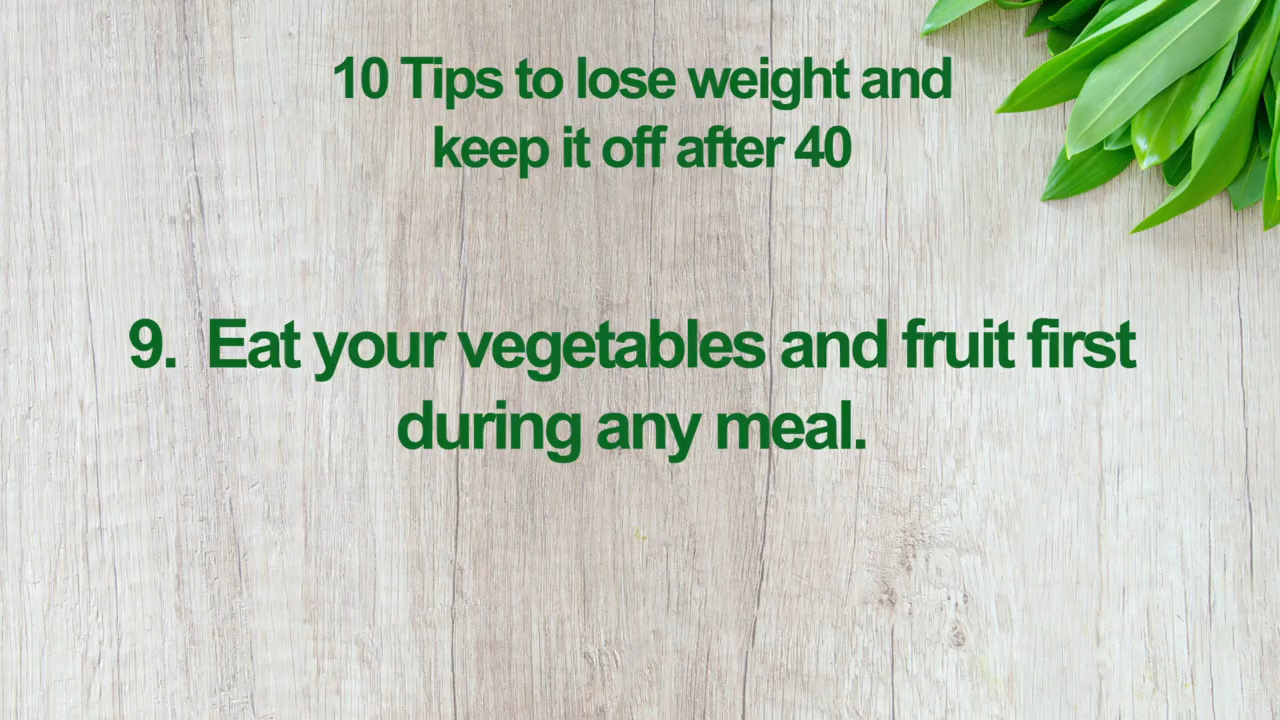 10 Tips to lose weight and
keep it off after 40
9. Eat your vegetables and fruit first
during any meal.